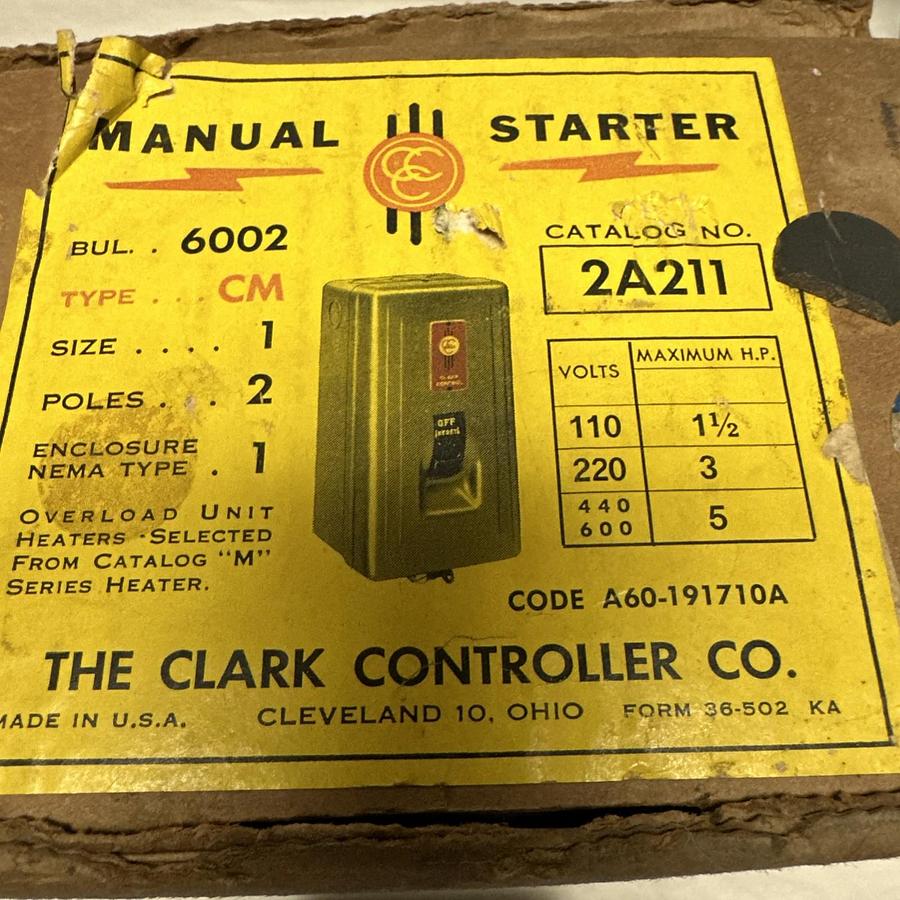 MANUAL STARTER
CCC
BUL. . 6002
TYPE . . . CM
SIZE . . . . 1
POLES . . . 2
ENCLOSURE
NEMA TYPE . 1
OVERLOAD UNIT
HEATERS - SELECTED
FROM CATALOG "M"
SERIES HEATER.
OFF
CATALOG NO.
2A211
VOLTS MAXIMUM H.P.
110 1½
220 3
440
600 5
CODE A60-191710A
THE CLARK CONTROLLER CO.
MADE IN U.S.A. CLEVELAND 10, OHIO FORM 36-502 KA